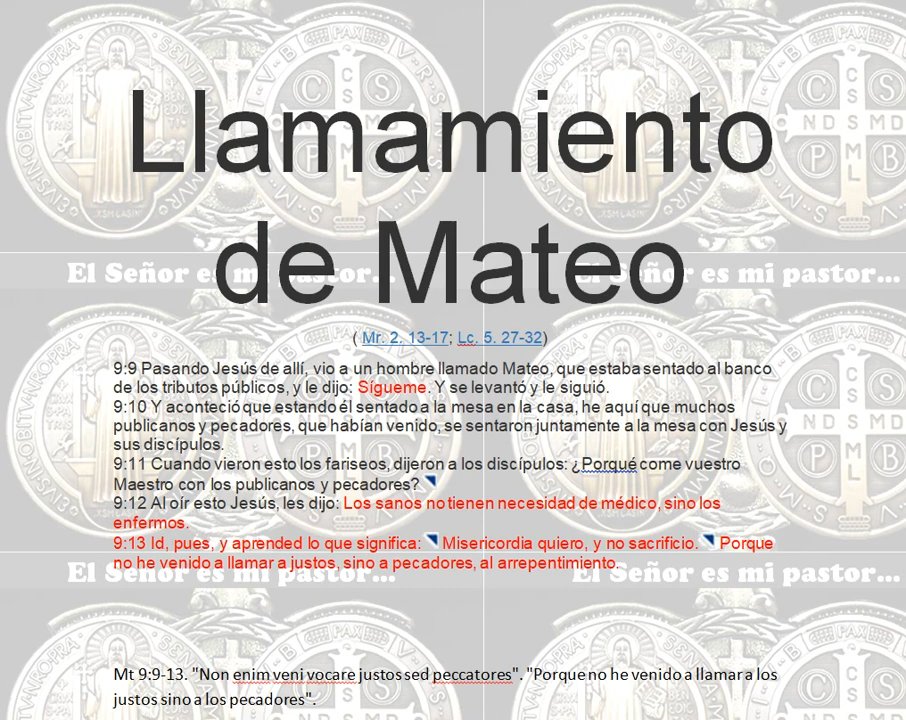 Llamamiento
de Mateo
El Señor es mi pastor... El Señor es mi pastor...
( Mr. 2. 13-17; Lc. 5. 27-32)
9:9 Pasando Jesús de allí, vio a un hombre llamado Mateo, que estaba sentado al banco
de los tributos públicos, y le dijo: Sígueme. Y se levantó y le siguió.
9:10 Y aconteció que estando él sentado a la mesa en la casa, he aquí que muchos
publicanos y pecadores, que habían venido, se sentaron juntamente a la mesa con Jesús y
sus discípulos.
9:11 Cuando vieron esto los fariseos, dijeron a los discípulos: ¿Porqué come vuestro
Maestro con los publicanos y pecadores?
9:12 Al oír esto Jesús, les dijo: Los sanos no tienen necesidad de médico, sino los
enfermos.
9:13 Id, pues, y aprended lo que significa: Misericordia quiero, y no sacrificio. Porque
no he venido a llamar a justos, sino a pecadores, al arrepentimiento.
El Señor es mi pastor... El Señor es mi pastor...
Mt 9:9-13. "Non enim veni vocare justos sed peccatores". "Porque no he venido a llamar a los
justos sino a los pecadores".